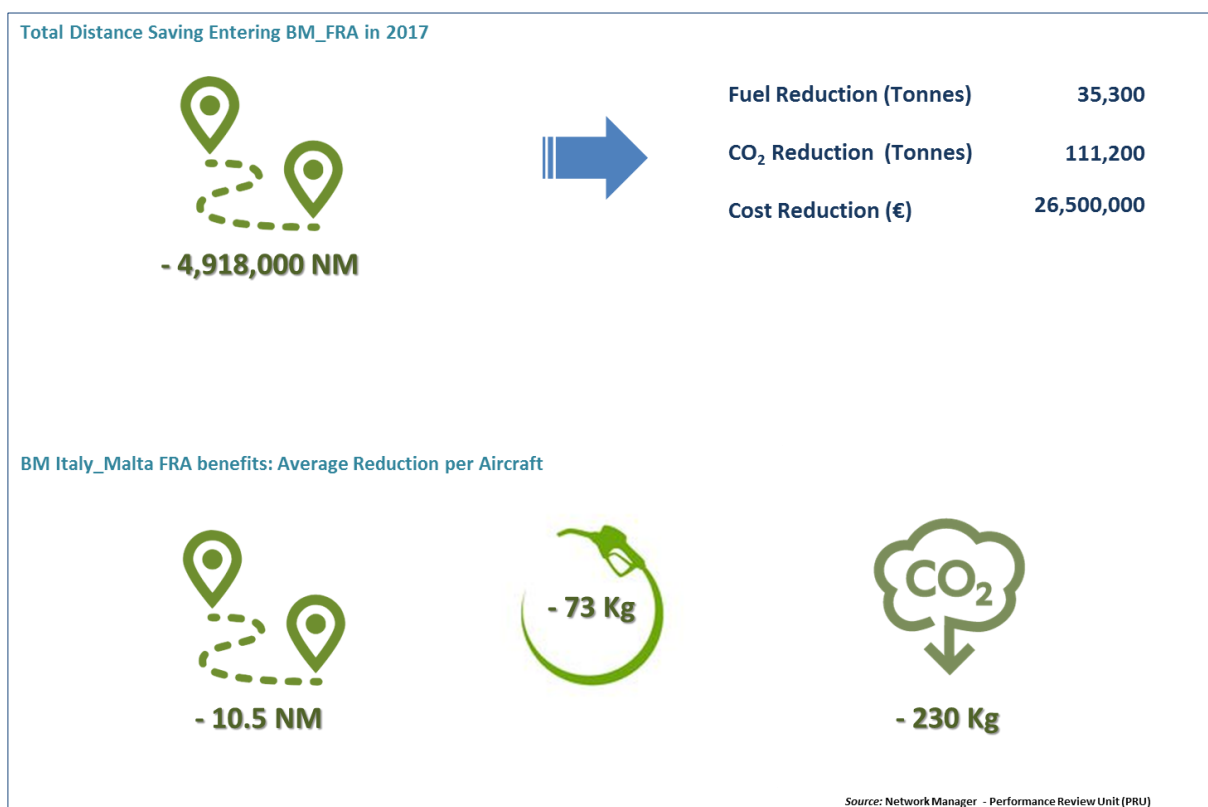 Total Distance Saving Entering BM_FRA in 2017
- 4,918,000 NM
Fuel Reduction (Tonnes) 35,300
CO₂ Reduction (Tonnes) 111,200
Cost Reduction (€) 26,500,000
BM Italy_Malta FRA benefits: Average Reduction per Aircraft
- 10.5 NM
- 73 Kg
CO₂
- 230 Kg
Source: Network Manager - Performance Review Unit (PRU)